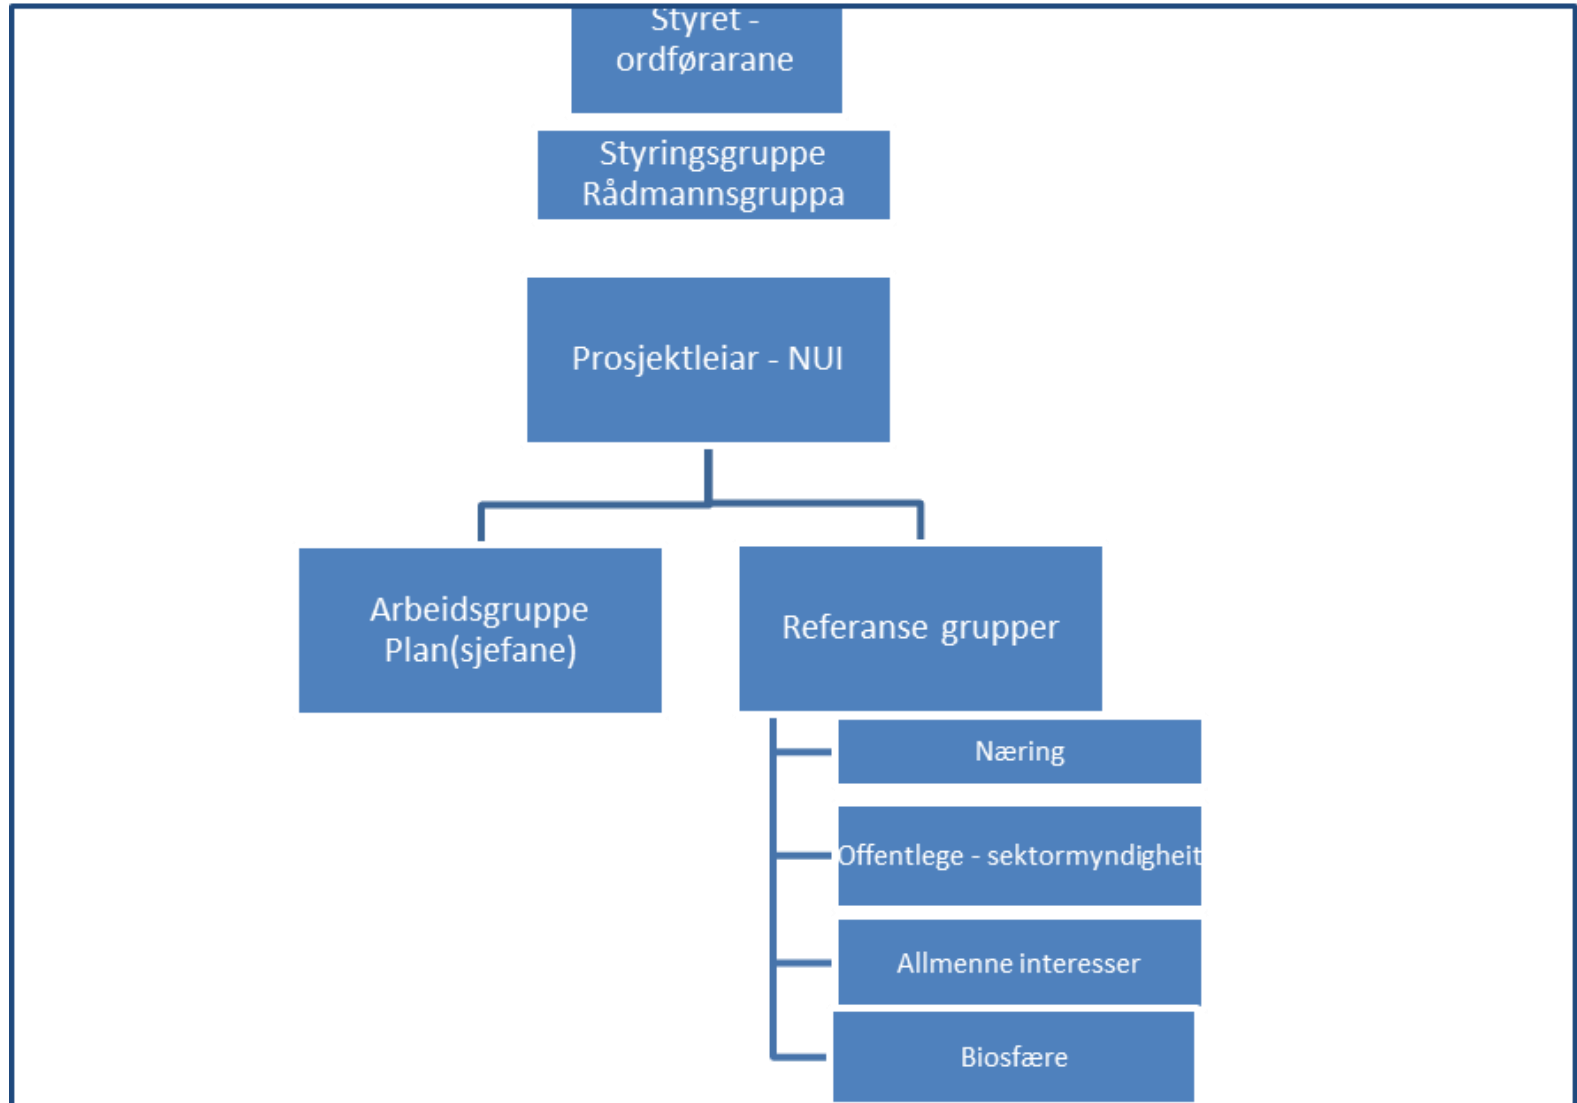 Styret -
ordførarane
Styringsgruppe
Rådmannsgruppa
Prosjektleiar - NUI
Arbeidsgruppe
Plan(sjefane)
Referanse grupper
Næring
Offentlege - sektormyndigheit
Allmenne interesser
Biosfære